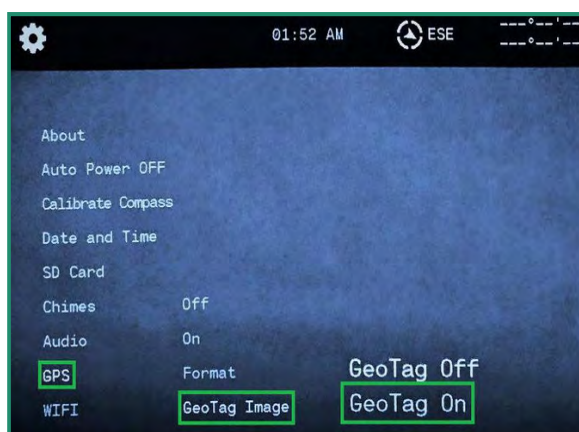 01:52 AM ESE ---°--'--
---°--'--
About
Auto Power OFF
Calibrate Compass
Date and Time
SD Card
Chimes Off
Audio On
GPS Format GeoTag Off
WIFI GeoTag Image GeoTag On